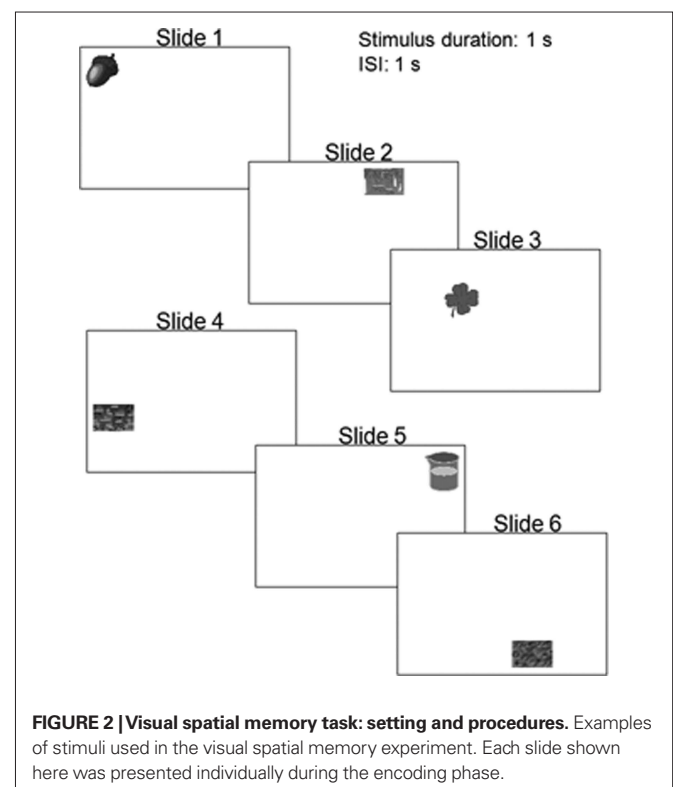 Slide 1
Stimulus duration: 1 s
ISI: 1 s
Slide 2
Slide 3
Slide 4
Slide 5
Slide 6
FIGURE 2 | Visual spatial memory task: setting and procedures. Examples
of stimuli used in the visual spatial memory experiment. Each slide shown
here was presented individually during the encoding phase.